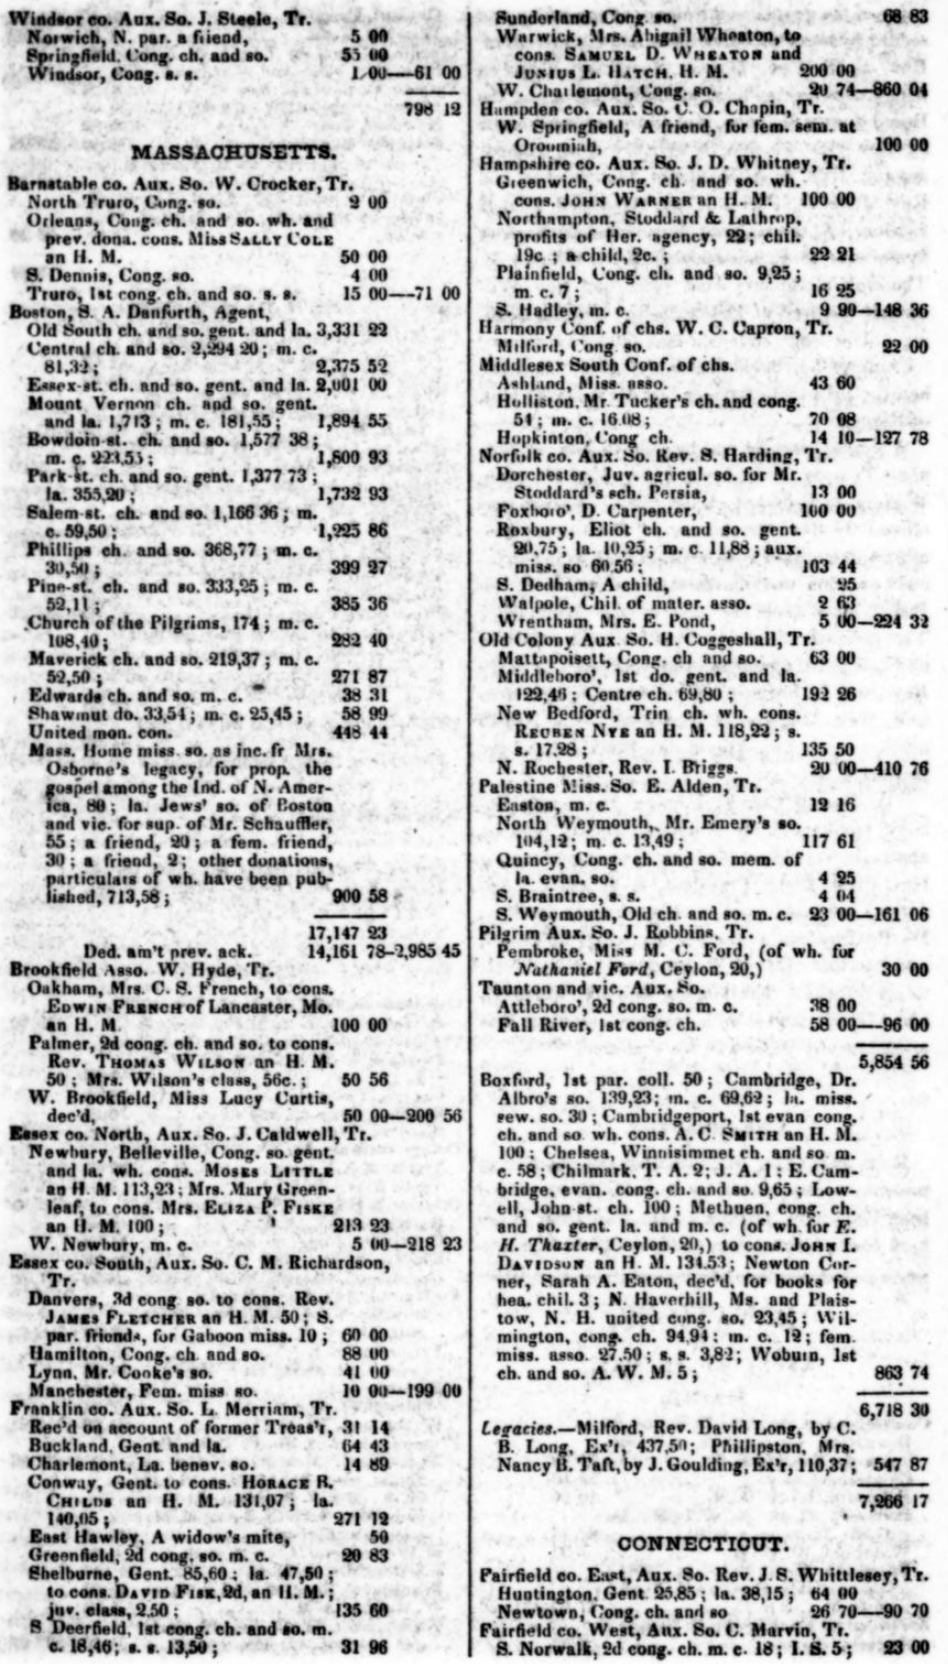 Windsor co. Aux. So. J. Steele, Tr.
Norwich, N. par. a friend, 5 00
Springfield. Cong. ch. and so. 55 00
Windsor, Cong. s. s. 1 00—61 00
798 12
MASSACHUSETTS.
Barnstable co. Aux. So. W. Crocker, Tr.
North Truro, Cong. so. 2 00
Orleans, Cong. ch. and so. wh. and
prev. dona. cons. Miss SALLY COLE
an H. M. 50 00
S. Dennis, Cong. so. 4 00
Truro, 1st cong. ch. and so. s. s. 15 00—71 00
Boston, S. A. Danforth, Agent,
Old South ch. and so. gent. and la. 3,331 22
Central ch. and so. 2,294 20; m. c.
81,32; 2,375 52
Essex-st. ch. and so. gent. and la. 2,001 00
Mount Vernon ch. and so. gent.
and la. 1,713; m. c. 181,55; 1,894 55
Bowdoin-st. ch. and so. 1,577 38;
m. c. 223,55; 1,800 93
Park-st. ch. and so. gent. 1,377 73;
la. 355,20; 1,732 93
Salem-st. ch. and so. 1,166 36; m.
c. 59,50; 1,225 86
Phillips ch. and so. 368,77; m. c.
30,50; 399 27
Pine-st. ch. and so. 333,25; m. c.
52,11; 385 36
Church of the Pilgrims, 174; m. c.
108,40; 282 40
Maverick ch. and so. 219,37; m. c.
52,50; 271 87
Edwards ch. and so. m. c. 38 31
Shawmut do. 33,54; m. c. 25,45; 58 99
United mon. con. 448 44
Mass. Home miss. so. as inc. fr Mrs.
Osborne's legacy, for prop. the
gospel among the Ind. of N. Amer-
ica, 80; la. Jews' so. of Boston
and vic. for sup. of Mr. Schauffler,
55; a friend, 20; a fem. friend,
30; a friend, 2; other donations,
particulars of wh. have been pub-
lished, 713,58; 900 58
17,147 23
Ded. am't prev. ack. 14,161 78-2,985 45
Brookfield Asso. W. Hyde, Tr.
Oakham, Mrs. C. S. French, to cons.
EDWIN FRENCH of Lancaster, Mo.
an H. M. 100 00
Palmer, 2d cong. ch. and so. to cons.
Rev. THOMAS WILSON an H. M.
50; Mrs. Wilson's class, 56c.; 50 56
W. Brookfield, Miss Lucy Curtis,
dec'd, 50 00—200 56
Essex co. North, Aux. So. J. Caldwell, Tr.
Newbury, Belleville, Cong. so. gent.
and la. wh. cons. MOSES LITTLE
an H. M. 113,23; Mrs. Mary Green-
leaf, to cons. Mrs. ELIZA P. FISKE
an H. M. 100; 213 23
W. Newbury, m. c. 5 00—218 23
Essex co. South, Aux. So. C. M. Richardson,
Tr.
Danvers, 3d cong so. to cons. Rev.
JAMES FLETCHER an H. M. 50; S.
par. friends, for Gaboon miss. 10; 60 00
Hamilton, Cong. ch and so. 88 00
Lynn, Mr. Cooke's so. 41 00
Manchester, Fem. miss so. 10 00—199 00
Franklin co. Aux. So. L. Merriam, Tr.
Rec'd on account of former Treas'r, 31 14
Buckland, Gent and la. 64 43
Charlemont, La. benev. so. 14 89
Conway, Gent. to cons. HORACE R.
CHILDS an H. M. 131,07; la.
140,05; 271 12
East Hawley, A widow's mite, 50
Greenfield, 2d cong. so. m. c. 20 83
Shelburne, Gent. 85,60; la. 47,50;
to cons. DAVID FISK, 2d, an H. M.;
juv. class, 2,50; 135 60
S Deerfield, 1st cong. ch. and so. m.
c. 18,46; s. s. 13,50; 31 96
Sunderland, Cong. so. 68 83
Warwick, Mrs. Abigail Wheaton, to
cons. SAMUEL D. WHEATON and
JUNIUS L. HATCH, H. M. 200 00
W. Charlemont, Cong. so. 20 74—860 04
Hampden co. Aux. So. C. O. Chapin, Tr.
W. Springfield, A friend, for fem. sem. at
Oroomiah, 100 00
Hampshire co. Aux. So. J. D. Whitney, Tr.
Greenwich, Cong. ch. and so. wh.
cons. JOHN WARNER an H. M. 100 00
Northampton, Stoddard & Lathrop,
profits of Her. agency, 22; chil.
19c; a child, 2c.; 22 21
Plainfield, Cong. ch. and so. 9,25;
m. c. 7; 16 25
S. Hadley, m. c. 9 90—148 36
Harmony Conf. of chs. W. C. Capron, Tr.
Milford, Cong so. 22 00
Middlesex South Conf. of chs.
Ashland, Miss. asso. 43 60
Holliston, Mr. Tucker's ch. and cong.
54; m. c. 16.08; 70 08
Hopkinton, Cong ch. 14 10—127 78
Norfolk co. Aux. So. Rev. S. Harding, Tr.
Dorchester, Juv. agricul. so. for Mr.
Stoddard's sch. Persia, 13 00
Foxboro', D. Carpenter, 100 00
Roxbury, Eliot ch. and so. gent.
20,75; la. 10,25; m. c. 11,88; aux.
miss. so 60.56; 103 44
S. Dedham, A child, 25
Walpole, Chil. of mater. asso. 2 63
Wrentham, Mrs. E. Pond, 5 00—224 32
Old Colony Aux. So. H. Coggeshall, Tr.
Mattapoisett, Cong. ch and so. 63 00
Middleboro', 1st do. gent. and la.
122,46; Centre ch. 69,80; 192 26
New Bedford, Trin ch. wh. cons.
REUBEN NYE an H. M. 118,22; s.
s. 17.28; 135 50
N. Rochester, Rev. I. Briggs. 20 00—410 76
Palestine Miss. So. E. Alden, Tr.
Easton, m. c. 12 16
North Weymouth, Mr. Emery's so.
104,12; m. c. 13,49; 117 61
Quincy, Cong. ch. and so. mem. of
la. evan. so. 4 25
S. Braintree, s. s. 4 04
S. Weymouth, Old ch. and so. m. c. 23 00—161 06
Pilgrim Aux. So. J. Robbins, Tr.
Pembroke, Miss M. C. Ford, (of wh. for
Nathaniel Ford, Ceylon, 20,) 30 00
Taunton and vic. Aux. So.
Attleboro', 2d cong. so. m. c. 38 00
Fall River, 1st cong. ch. 58 00—96 00
5,854 56
Boxford, 1st par. coll. 50; Cambridge, Dr.
Albro's so. 139,23; m. c. 69,62; la. miss.
sew. so. 30; Cambridgeport, 1st evan cong.
ch. and so wh. cons. A. C. SMITH an H. M.
100; Chelsea, Winnisimmet ch. and so m.
c. 58; Chilmark, T. A. 2; J. A. 1; E. Cam-
bridge, evan. cong. ch. and so. 9,65; Low-
ell, John-st. ch. 100; Methuen, cong. ch.
and so. gent. la. and m. c. (of wh. for E.
H. Thaxter, Ceylon, 20,) to cons. JOHN I.
DAVIDSON an H. M. 134.53; Newton Cor-
ner, Sarah A. Eaton, dec'd, for books for
hea. chil. 3; N. Haverhill, Ms. and Plais-
tow, N. H. united cong. so. 23,45; Wil-
mington, cong. ch. 94,94; m. c. 12; fem.
miss. asso. 27,50; s. s. 3,82; Woburn, 1st
ch. and so. A. W. M. 5; 863 74
6,718 30
Legacies.—Milford, Rev. David Long, by C.
B. Long, Ex'r, 437,50; Phillipston, Mrs.
Nancy B. Taft, by J. Goulding, Ex'r, 110,37; 547 87
7,266 17
CONNECTICUT.
Fairfield co. East, Aux. So. Rev. J. S. Whittlesey, Tr.
Huntington, Gent. 25,85; la. 38,15; 64 00
Newtown, Cong. ch. and so 26 70—90 70
Fairfield co. West, Aux. So. C. Marvin, Tr.
S. Norwalk, 2d cong. ch. m. c. 18; I. S. 5; 23 00